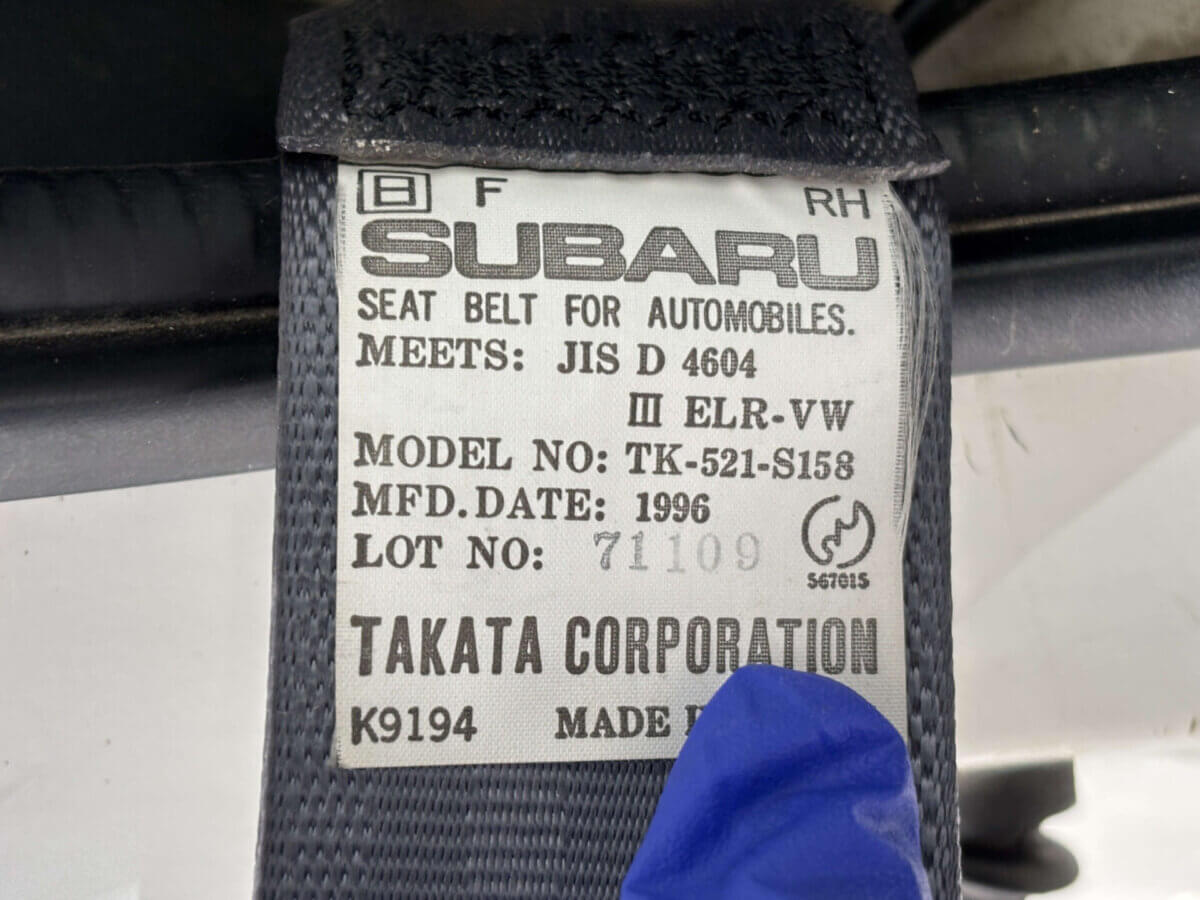 F RH
SUBARU
SEAT BELT FOR AUTOMOBILES.
MEETS: JIS D 4604
III ELR-VW
MODEL NO: TK-521-S158
MFD. DATE: 1996
LOT NO: 71109
S6701S
TAKATA CORPORATION
K9194 MADE